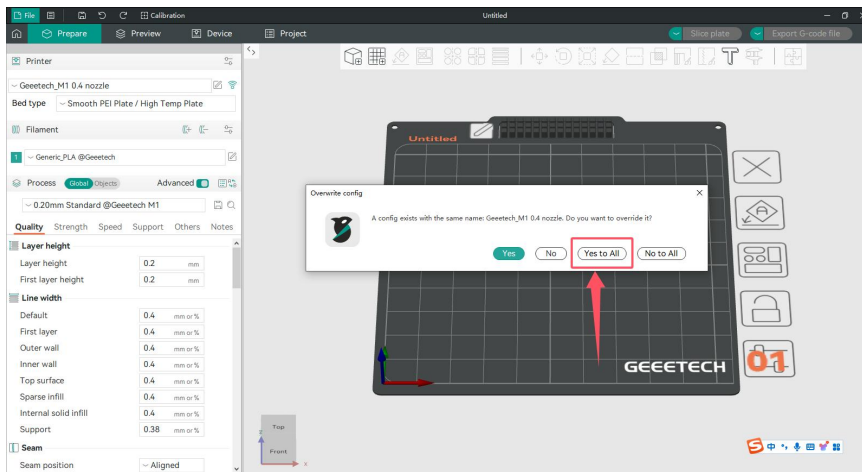 File
Calibration
Untitled
Prepare
Preview
Device
Project
Slice plate
Export G-code file
Printer
Geeetech_M1 0.4 nozzle
Bed type
Smooth PEI Plate / High Temp Plate
Filament
1
Generic_PLA @Geeetech
Process
Global
Objects
Advanced
0.20mm Standard @Geeetech M1
Quality Strength Speed Support Others Notes
Layer height
Layer height 0.2 mm
First layer height 0.2 mm
Line width
Default 0.4 mm or %
First layer 0.4 mm or %
Outer wall 0.4 mm or %
Inner wall 0.4 mm or %
Top surface 0.4 mm or %
Sparse infill 0.4 mm or %
Internal solid infill 0.4 mm or %
Support 0.38 mm or %
Seam
Seam position Aligned
Untitled
Overwrite config
A config exists with the same name: Geeetech_M1 0.4 nozzle. Do you want to override it?
Yes No Yes to All No to All
GEEETECH
01
Top
Front
z
x
中